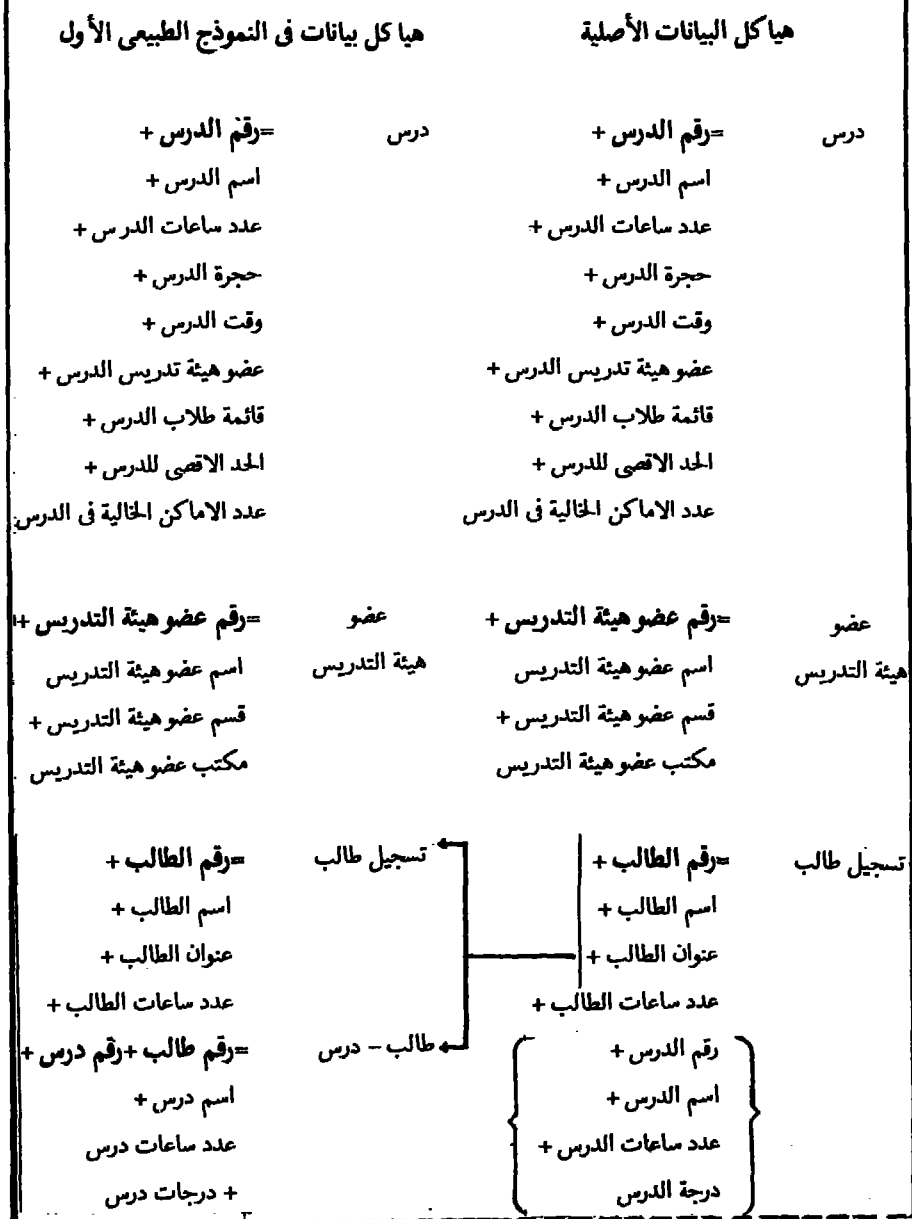 هياكل البيانات الأصلية هياكل بيانات فى النموذج الطبيعى الأول
درس =رقم الدرس + درس =رقم الدرس +
اسم الدرس + اسم الدرس +
عدد ساعات الدرس + عدد ساعات الدرس +
حجرة الدرس + حجرة الدرس +
وقت الدرس + وقت الدرس +
عضو هيئة تدريس الدرس + عضو هيئة تدريس الدرس +
قائمة طلاب الدرس + قائمة طلاب الدرس +
الحد الاقصى للدرس + الحد الاقصى للدرس +
عدد الاماكن الخالية فى الدرس عدد الاماكن الخالية فى الدرس
عضو =رقم عضو هيئة التدريس + عضو =رقم عضو هيئة التدريس +
هيئة التدريس اسم عضو هيئة التدريس هيئة التدريس اسم عضو هيئة التدريس
قسم عضو هيئة التدريس + قسم عضو هيئة التدريس +
مكتب عضو هيئة التدريس مكتب عضو هيئة التدريس
تسجيل طالب =رقم الطالب + تسجيل طالب =رقم الطالب +
اسم الطالب + اسم الطالب +
عنوان الطالب + عنوان الطالب +
عدد ساعات الطالب + عدد ساعات الطالب +
رقم الدرس + طالب – درس =رقم طالب +رقم درس +
اسم الدرس + اسم درس +
عدد ساعات الدرس + عدد ساعات درس
درجة الدرس + درجات درس